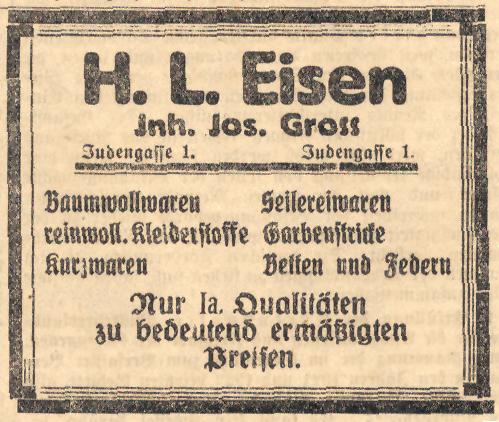 H. L. Eisen
Inh. Jos. Gross
Judengasse 1. Judengasse 1.
Baumwollwaren Seilereiwaren
reinwoll. Kleiderstoffe Garbenstricke
Kurzwaren Betten und Federn
Nur Ia. Qualitäten
zu bedeutend ermäßigten
Preisen.